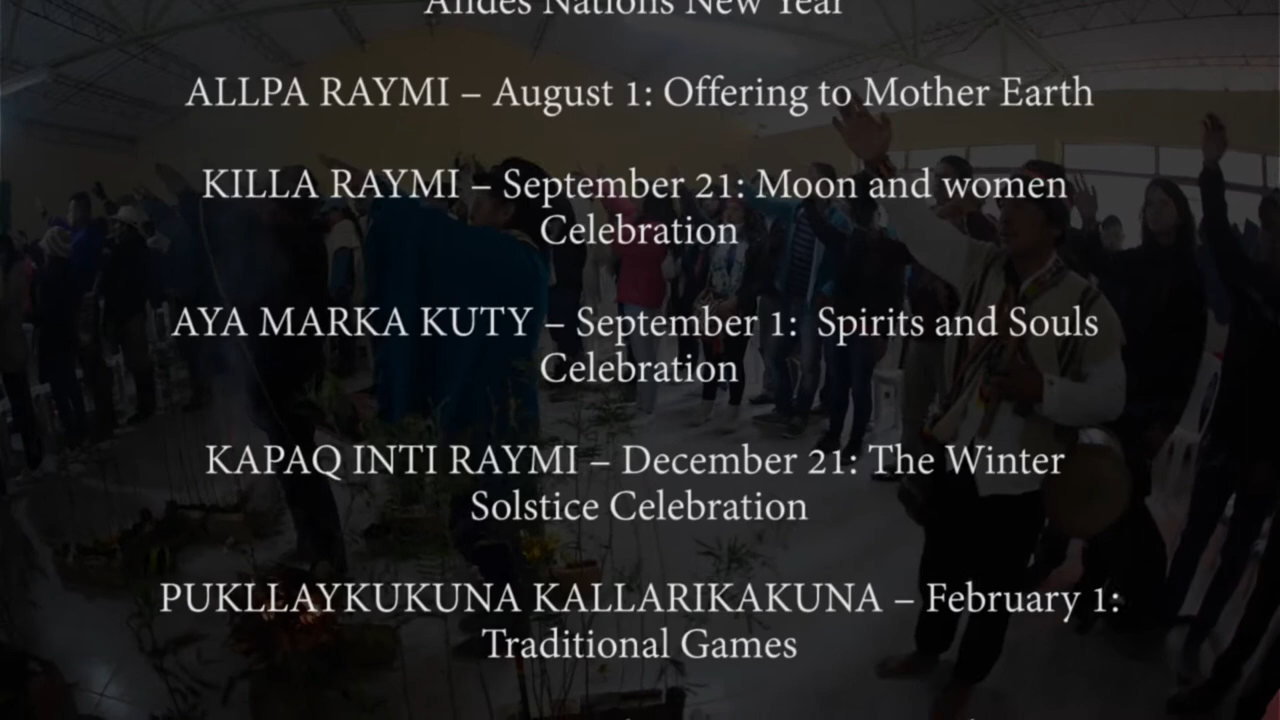 Andes Nations New Year
ALLPA RAYMI – August 1: Offering to Mother Earth
KILLA RAYMI – September 21: Moon and women
Celebration
AYA MARKA KUTY – September 1:  Spirits and Souls
Celebration
KAPAQ INTI RAYMI – December 21: The Winter
Solstice Celebration
PUKLLAYKUKUNA KALLARIKAKUNA – February 1:
Traditional Games